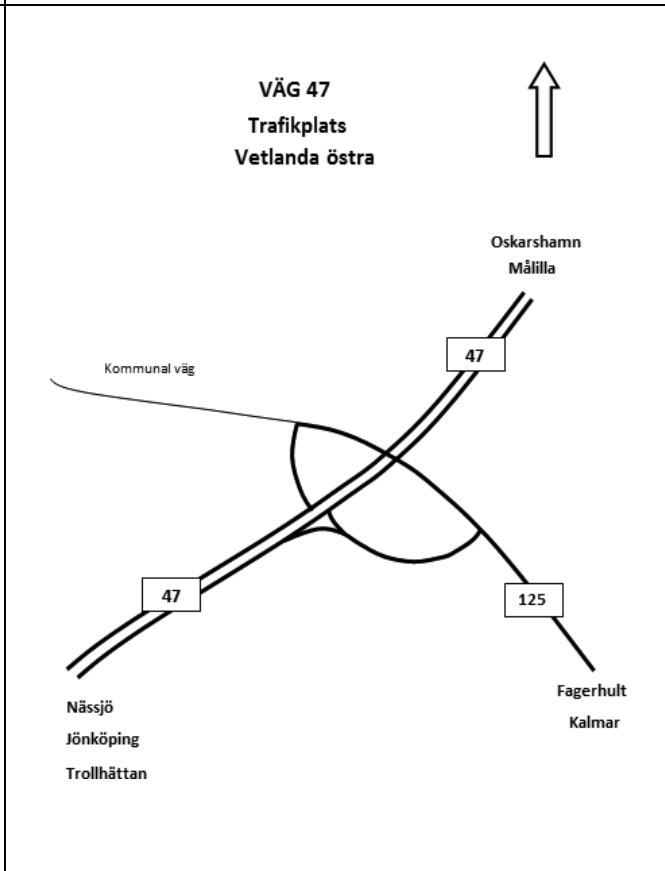 VÄG 47
Trafikplats
Vetlanda östra
Oskarshamn
Målilla
47
Kommunal väg
47
125
Fagerhult
Kalmar
Nässjö
Jönköping
Trollhättan